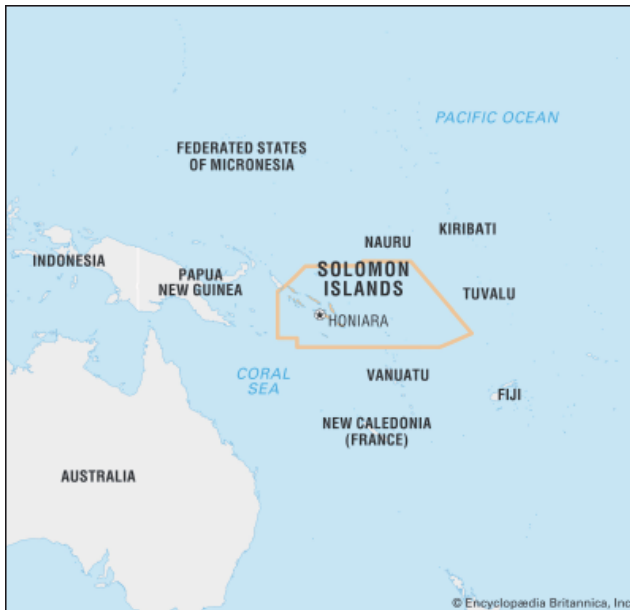 PACIFIC OCEAN
FEDERATED STATES
OF MICRONESIA
KIRIBATI
NAURU
INDONESIA
SOLOMON
ISLANDS
PAPUA
NEW GUINEA
TUVALU
HONIARA
CORAL
SEA
VANUATU
FIJI
NEW CALEDONIA
(FRANCE)
AUSTRALIA
© Encyclopædia Britannica, Inc